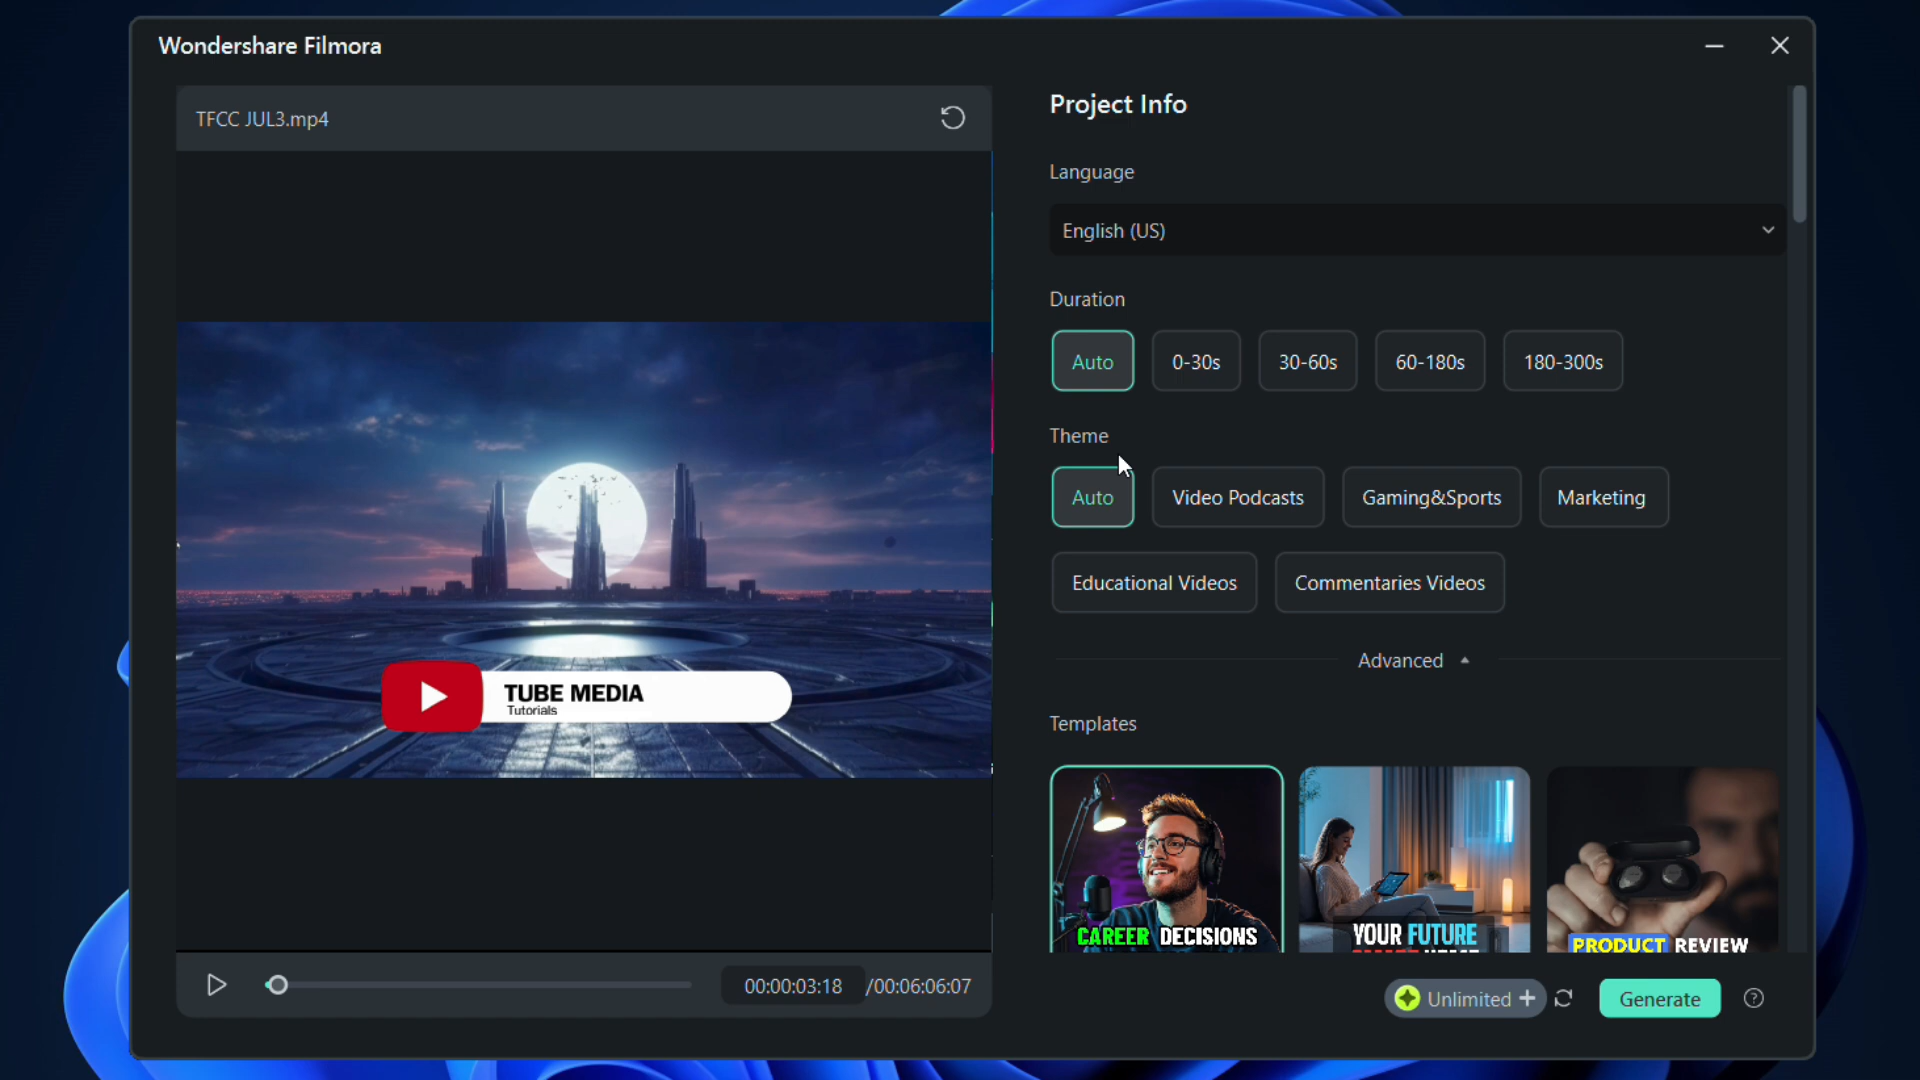 Wondershare Filmora
TFCC JUL3.mp4
TUBE MEDIA
Tutorials
00:00:03:18 /00:06:06:07
Project Info
Language
English (US)
Duration
Auto
0-30s
30-60s
60-180s
180-300s
Theme
Auto
Video Podcasts
Gaming&Sports
Marketing
Educational Videos
Commentaries Videos
Advanced
Templates
CAREER DECISIONS
YOUR FUTURE
PRODUCT REVIEW
Unlimited
Generate